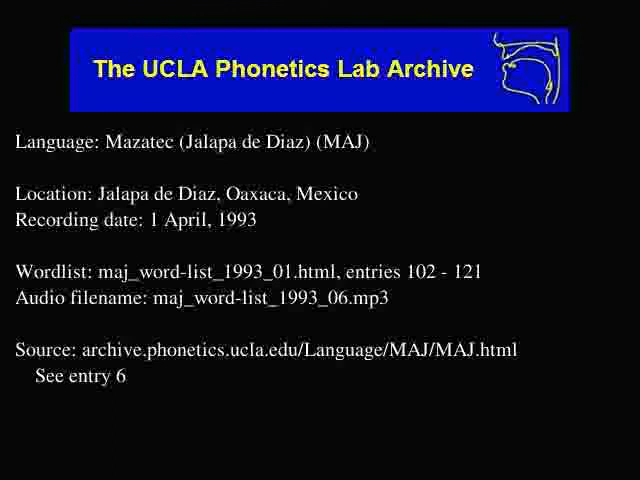 The UCLA Phonetics Lab Archive
Language: Mazatec (Jalapa de Diaz) (MAJ)
Location: Jalapa de Diaz, Oaxaca, Mexico
Recording date: 1 April, 1993
Wordlist: maj_word-list_1993_01.html, entries 102 - 121
Audio filename: maj_word-list_1993_06.mp3
Source: archive.phonetics.ucla.edu/Language/MAJ/MAJ.html
See entry 6